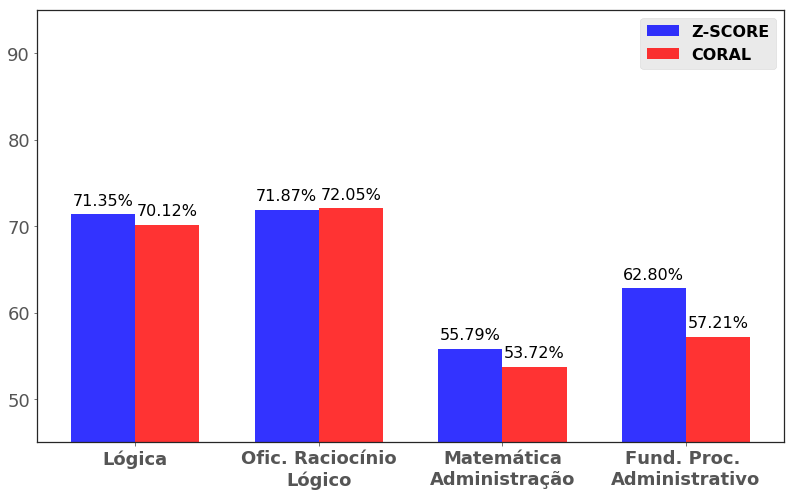 Z-SCORE
CORAL
90
80
70
60
50
71.35%
70.12%
71.87%
72.05%
55.79%
53.72%
62.80%
57.21%
Lógica
Ofic. Raciocínio
Lógico
Matemática
Administração
Fund. Proc.
Administrativo